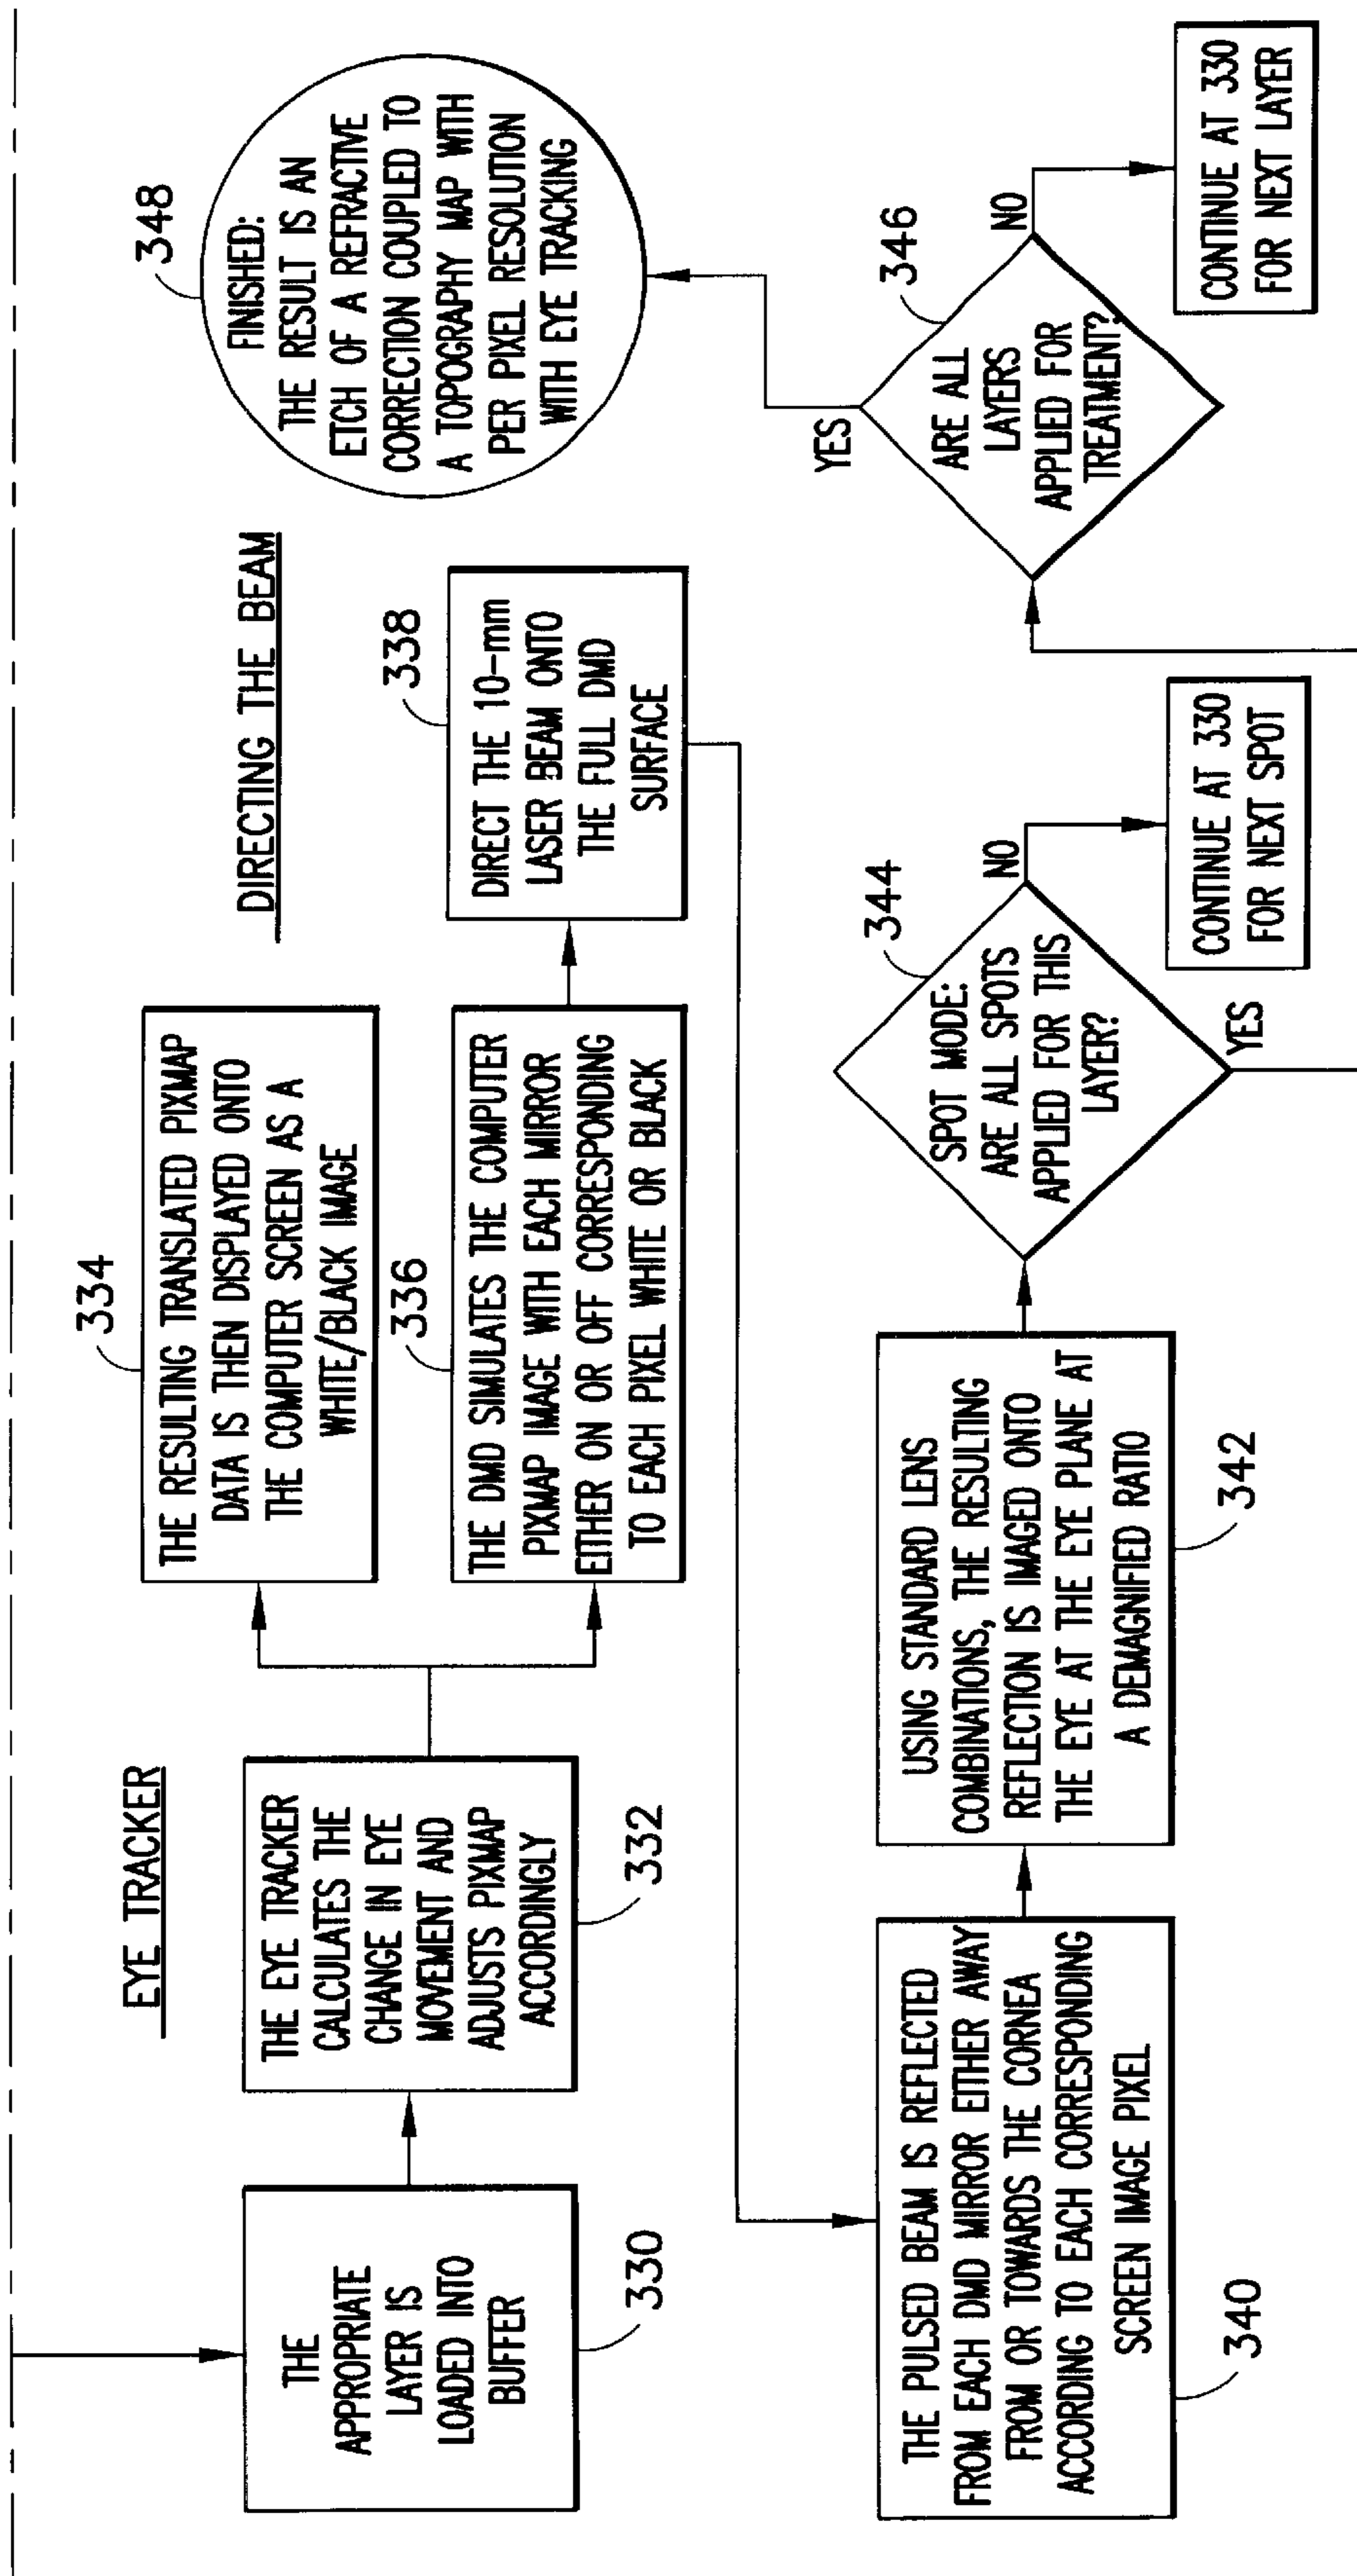 EYE TRACKER
THE
APPROPRIATE
LAYER IS
LOADED INTO
BUFFER
330
THE EYE TRACKER
CALCULATES THE
CHANGE IN EYE
MOVEMENT AND
ADJUSTS PIXMAP
ACCORDINGLY
332
334
THE RESULTING TRANSLATED PIXMAP
DATA IS THEN DISPLAYED ONTO
THE COMPUTER SCREEN AS A
WHITE/BLACK IMAGE
336
THE DMD SIMULATES THE COMPUTER
PIXMAP IMAGE WITH EACH MIRROR
EITHER ON OR OFF CORRESPONDING
TO EACH PIXEL WHITE OR BLACK
DIRECTING THE BEAM
338
DIRECT THE 10-mm
LASER BEAM ONTO
THE FULL DMD
SURFACE
THE PULSED BEAM IS REFLECTED
FROM EACH DMD MIRROR EITHER AWAY
FROM OR TOWARDS THE CORNEA
ACCORDING TO EACH CORRESPONDING
SCREEN IMAGE PIXEL
340
USING STANDARD LENS
COMBINATIONS, THE RESULTING
REFLECTION IS IMAGED ONTO
THE EYE AT THE EYE PLANE AT
A DEMAGNIFIED RATIO
342
344
SPOT MODE:
ARE ALL SPOTS
APPLIED FOR THIS
LAYER?
NO
CONTINUE AT 330
FOR NEXT SPOT
YES
346
ARE ALL
LAYERS
APPLIED FOR
TREATMENT?
NO
CONTINUE AT 330
FOR NEXT LAYER
YES
348
FINISHED:
THE RESULT IS AN
ETCH OF A REFRACTIVE
CORRECTION COUPLED TO
A TOPOGRAPHY MAP WITH
PER PIXEL RESOLUTION
WITH EYE TRACKING